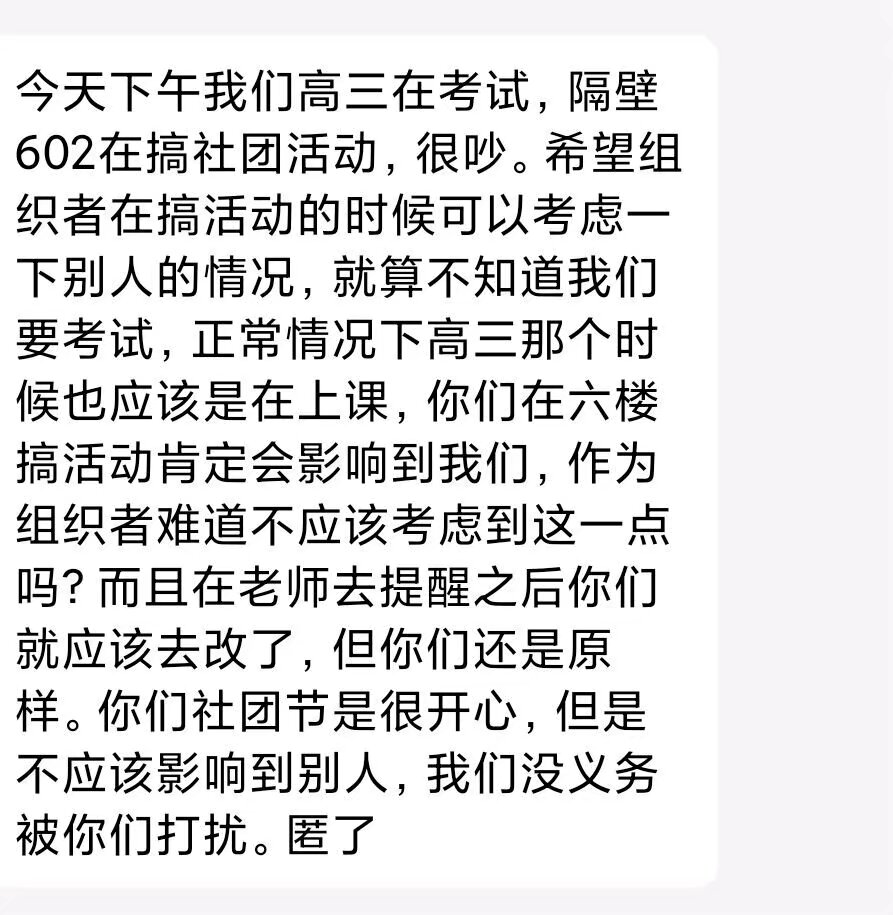 今天下午我们高三在考试，隔壁
602在搞社团活动，很吵。希望组
织者在搞活动的时候可以考虑一
下别人的情况，就算不知道我们
要考试，正常情况下高三那个时
候也应该是在上课，你们在六楼
搞活动肯定会影响到我们，作为
组织者难道不应该考虑到这一点
吗？而且在老师去提醒之后你们
就应该去改了，但你们还是原
样。你们社团节是很开心，但是
不应该影响到别人，我们没义务
被你们打扰。匿了